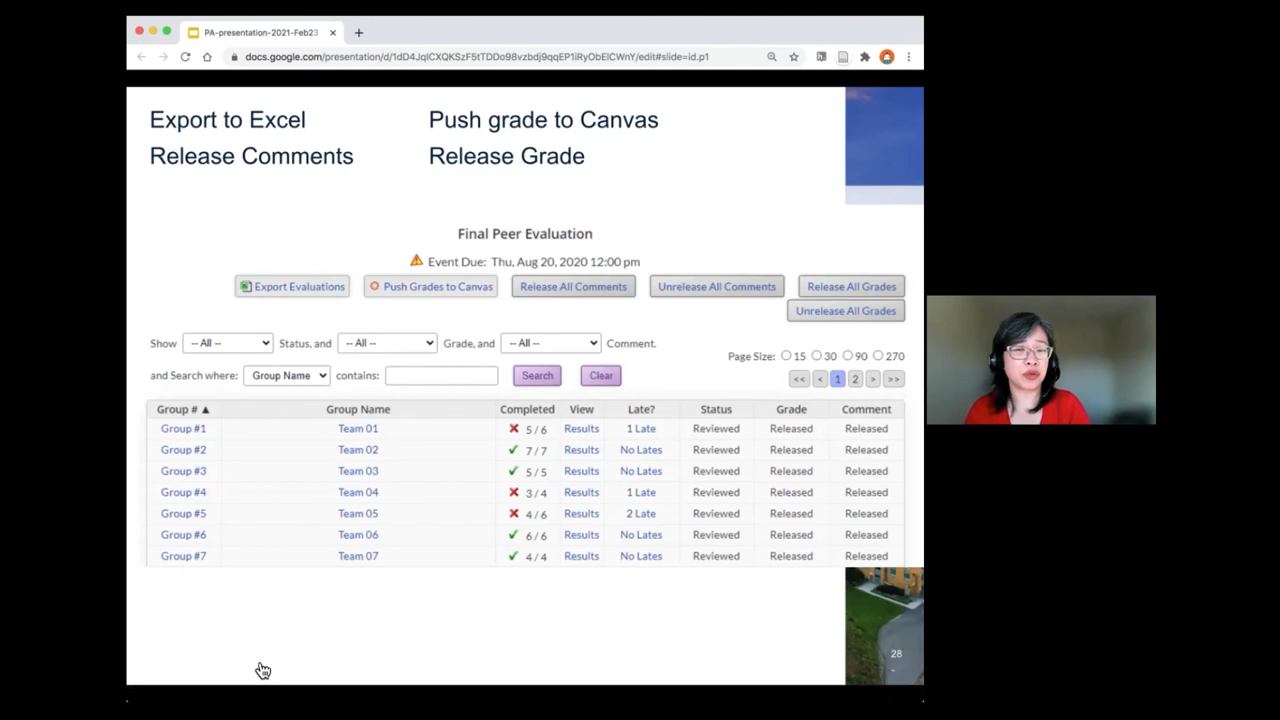 PA-presentation-2021-Feb23
docs.google.com/presentation/d/1dD4JqlCXQKSzF5tTDDo98vzbdj9qqEP1iRyObElCWnY/edit#slide=id.p1
Export to Excel Push grade to Canvas
Release Comments Release Grade
Final Peer Evaluation
Event Due: Thu, Aug 20, 2020 12:00 pm
Export Evaluations Push Grades to Canvas Release All Comments Unrelease All Comments Release All Grades
Unrelease All Grades
Show -- All -- Status, and -- All -- Grade, and -- All -- Comment.
Page Size: 15 30 90 270
and Search where: Group Name contains: Search Clear
<< < 1 2 > >>
Group # ▲ Group Name Completed View Late? Status Grade Comment
Group #1 Team 01 5 / 6 Results 1 Late Reviewed Released Released
Group #2 Team 02 7 / 7 Results No Lates Reviewed Released Released
Group #3 Team 03 5 / 5 Results No Lates Reviewed Released Released
Group #4 Team 04 3 / 4 Results 1 Late Reviewed Released Released
Group #5 Team 05 4 / 6 Results 2 Late Reviewed Released Released
Group #6 Team 06 6 / 6 Results No Lates Reviewed Released Released
Group #7 Team 07 4 / 4 Results No Lates Reviewed Released Released
28